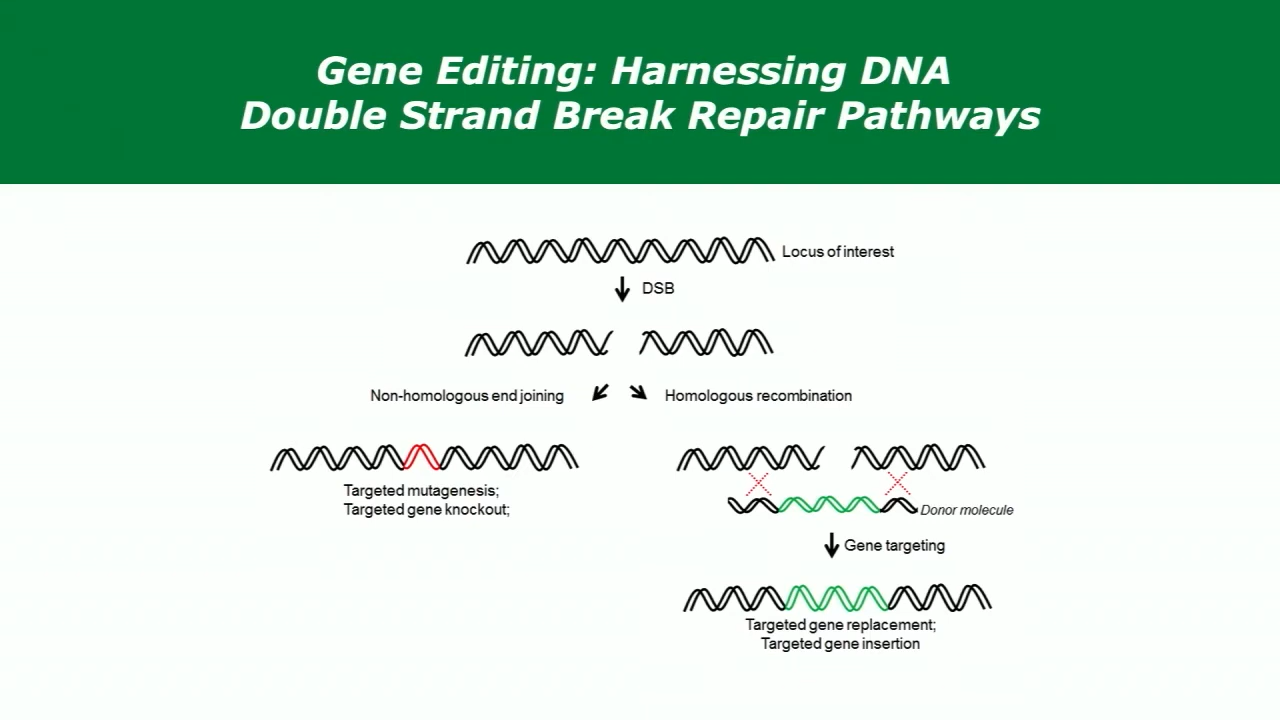 Gene Editing: Harnessing DNA
Double Strand Break Repair Pathways
Locus of interest
DSB
Non-homologous end joining
Homologous recombination
Targeted mutagenesis;
Targeted gene knockout;
Donor molecule
Gene targeting
Targeted gene replacement;
Targeted gene insertion